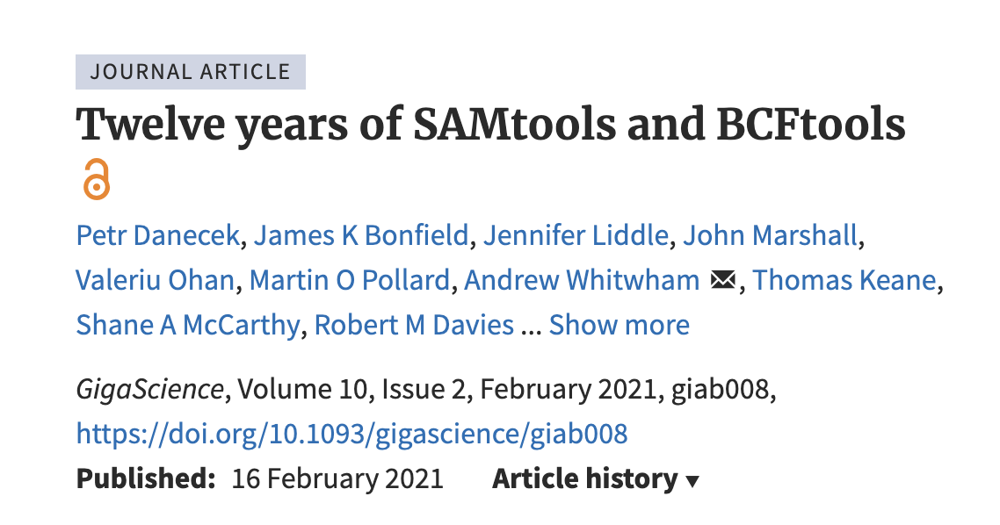 JOURNAL ARTICLE
Twelve years of SAMtools and BCFtools
Petr Danecek, James K Bonfield, Jennifer Liddle, John Marshall,
Valeriu Ohan, Martin O Pollard, Andrew Whitwham , Thomas Keane,
Shane A McCarthy, Robert M Davies ... Show more
GigaScience, Volume 10, Issue 2, February 2021, giab008,
https://doi.org/10.1093/gigascience/giab008
Published: 16 February 2021 Article history